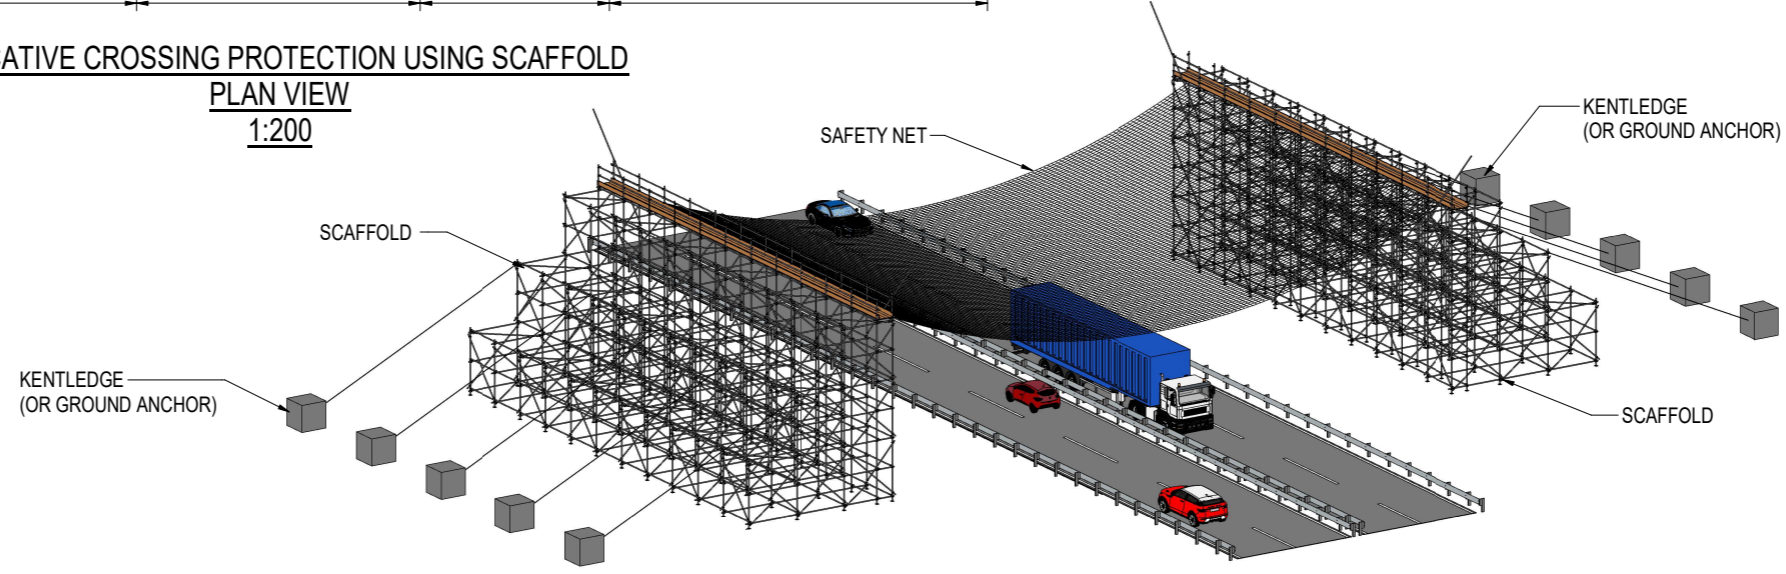 CROSSING PROTECTION USING SCAFFOLD
PLAN VIEW
1:200
SAFETY NET
KENTLEDGE
(OR GROUND ANCHOR)
SCAFFOLD
KENTLEDGE
(OR GROUND ANCHOR)
SCAFFOLD